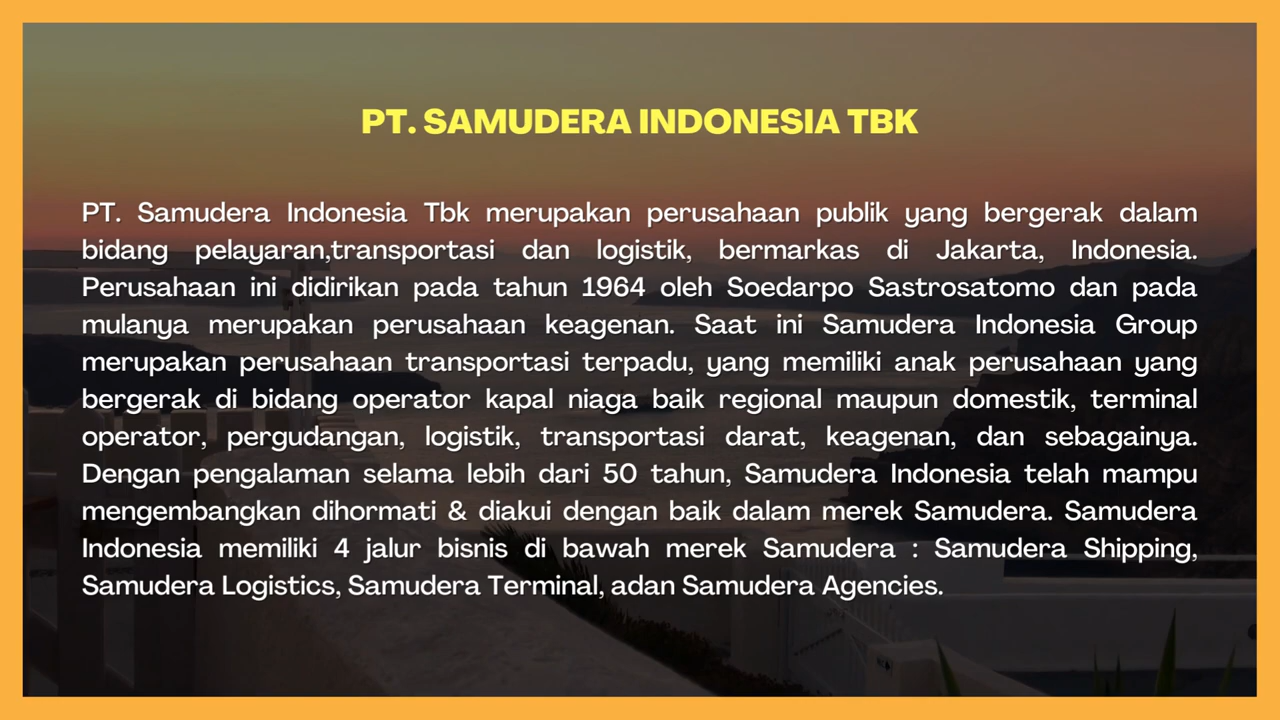 PT. SAMUDERA INDONESIA TBK
PT. Samudera Indonesia Tbk merupakan perusahaan publik yang bergerak dalam
bidang pelayaran,transportasi dan logistik, bermarkas di Jakarta, Indonesia.
Perusahaan ini didirikan pada tahun 1964 oleh Soedarpo Sastrosatomo dan pada
mulanya merupakan perusahaan keagenan. Saat ini Samudera Indonesia Group
merupakan perusahaan transportasi terpadu, yang memiliki anak perusahaan yang
bergerak di bidang operator kapal niaga baik regional maupun domestik, terminal
operator, pergudangan, logistik, transportasi darat, keagenan, dan sebagainya.
Dengan pengalaman selama lebih dari 50 tahun, Samudera Indonesia telah mampu
mengembangkan dihormati & diakui dengan baik dalam merek Samudera. Samudera
Indonesia memiliki 4 jalur bisnis di bawah merek Samudera : Samudera Shipping,
Samudera Logistics, Samudera Terminal, adan Samudera Agencies.